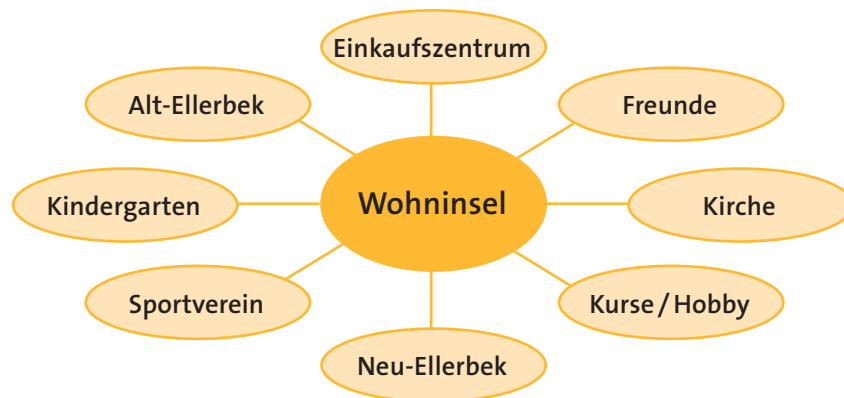 Einkaufszentrum
Alt-Ellerbek
Freunde
Kindergarten
Wohninsel
Kirche
Sportverein
Kurse / Hobby
Neu-Ellerbek